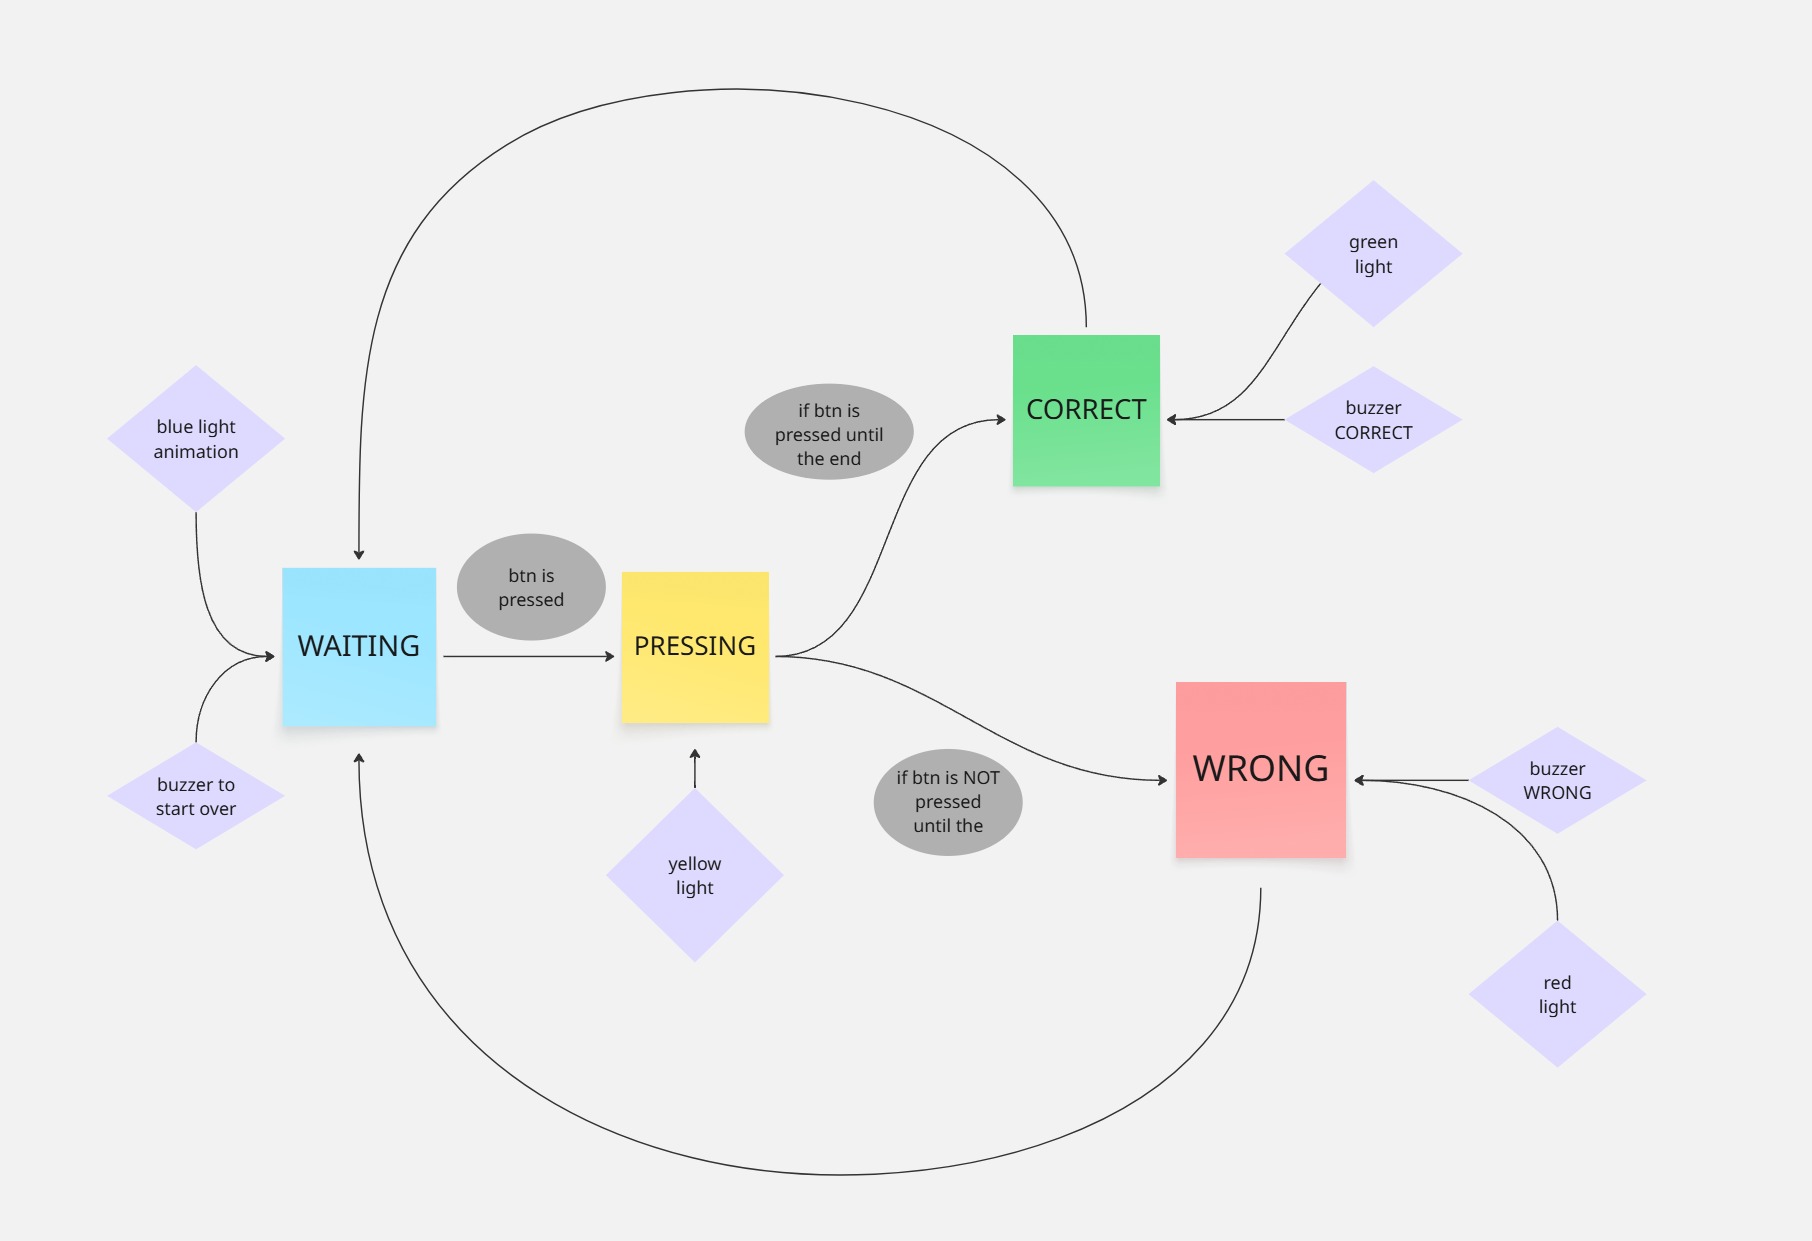 green
light
blue light
animation
if btn is
pressed until
the end
CORRECT
buzzer
CORRECT
btn is
pressed
WAITING
PRESSING
buzzer to
start over
yellow
light
if btn is NOT
pressed
until the
WRONG
buzzer
WRONG
red
light